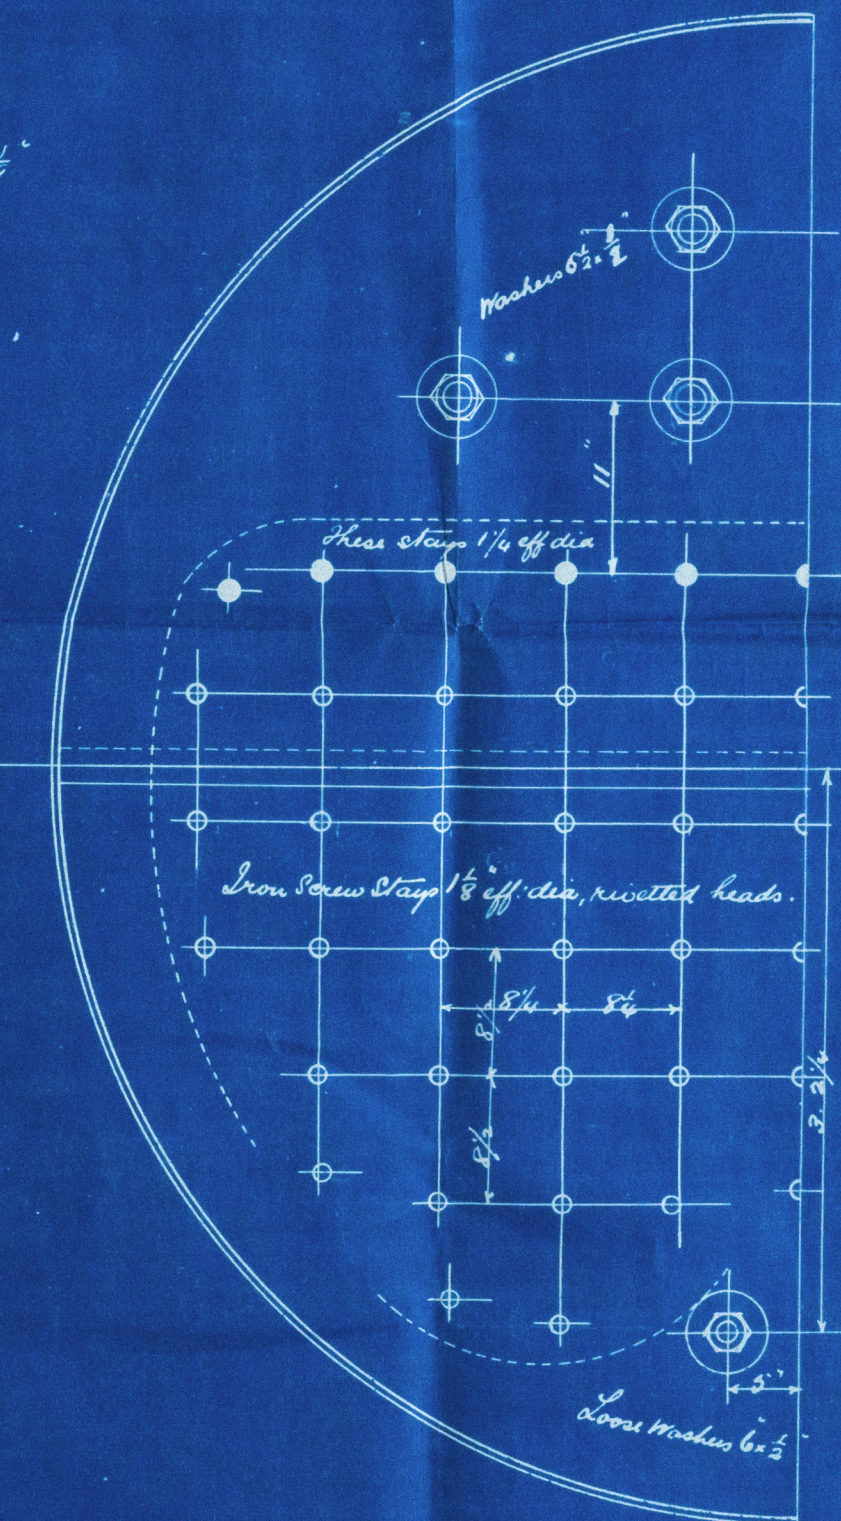 Washers 6½ × ½"
11"
These stays 1¼ eff dia
Iron Screw Stays 1⅛" eff: dia, rivetted heads.
8¼ 8¼
8½
8½
3. 2¼
5"
Loose Washers 6" × ½"